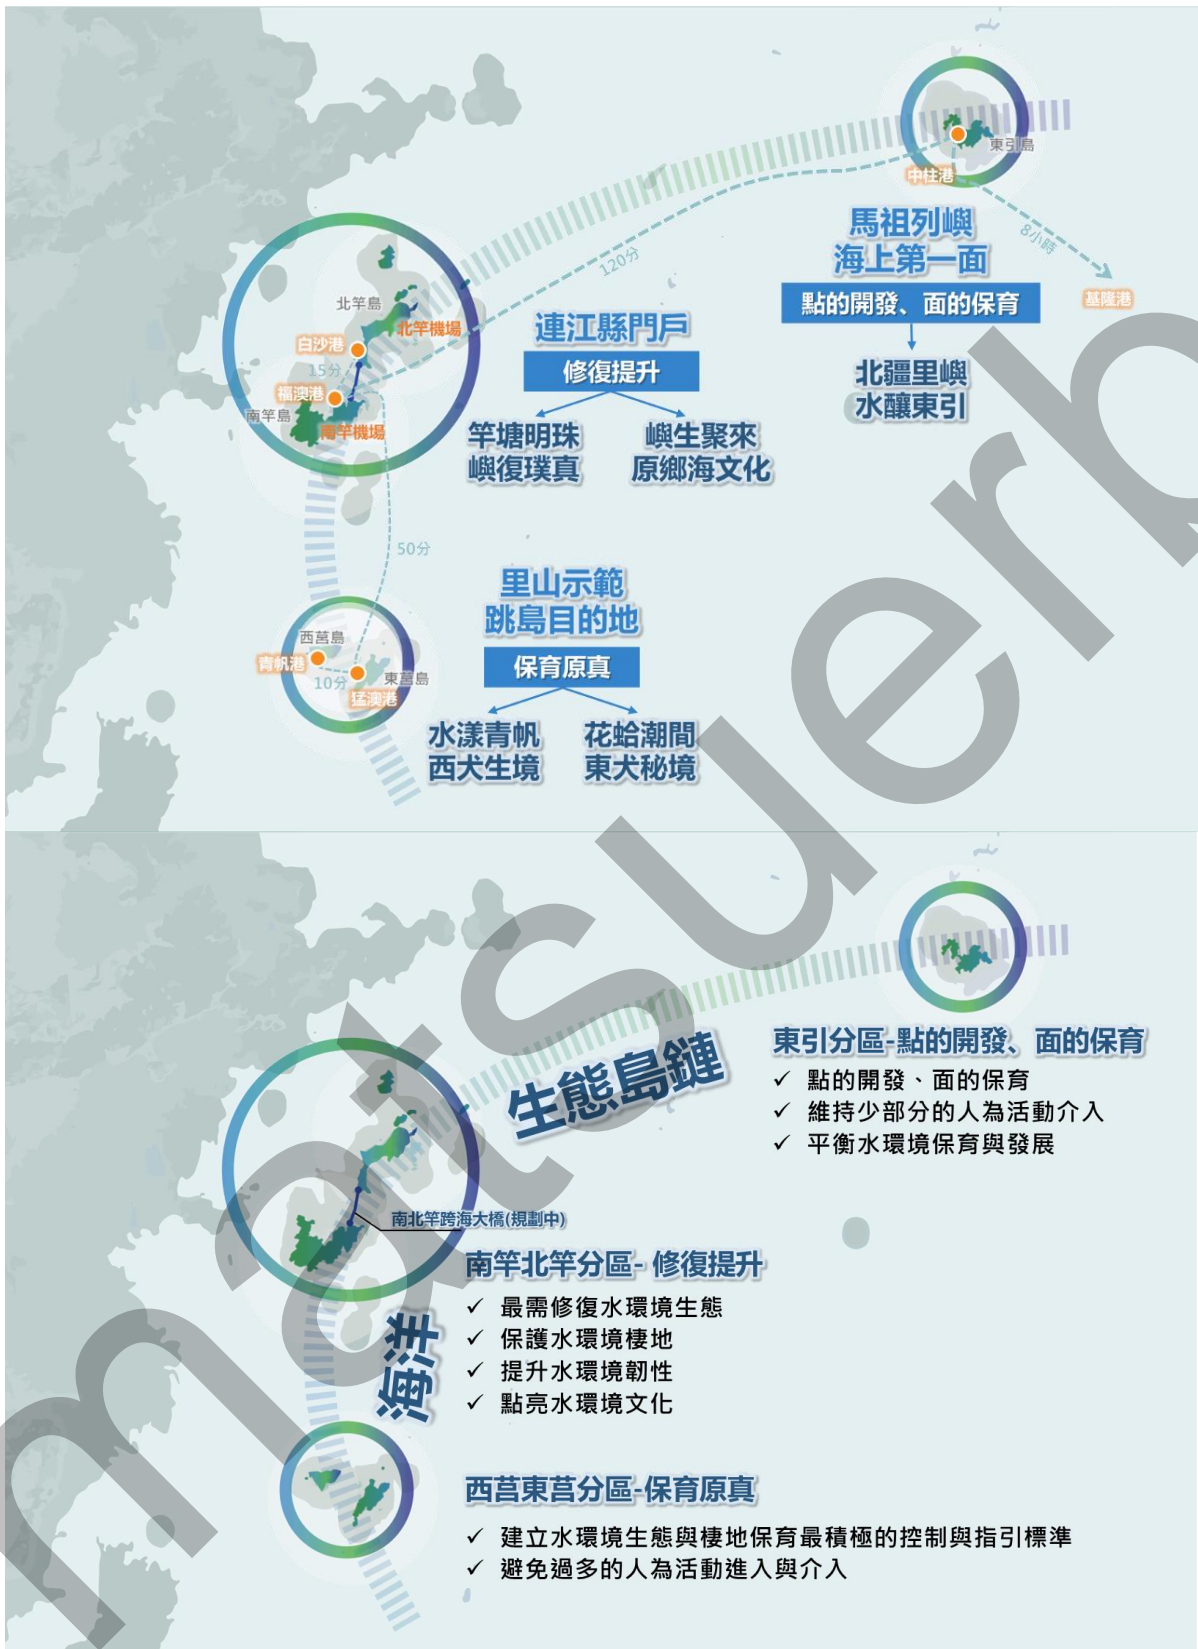 東引島
中柱港
8小時
基隆港
120分
馬祖列嶼
海上第一面
點的開發、面的保育
北疆里嶼
水釀東引
北竿島
北竿機場
白沙港
15分
福澳港
南竿島
南竿機場
連江縣門戶
修復提升
竿塘明珠
嶼復璞真
嶼生聚來
原鄉海文化
50分
里山示範
跳島目的地
保育原真
水漾青帆
西犬生境
花蛤潮間
東犬秘境
西莒島
青帆港
10分
東莒島
猛澳港
生態島鏈
東引分區-點的開發、面的保育
✓ 點的開發、面的保育
✓ 維持少部分的人為活動介入
✓ 平衡水環境保育與發展
南北竿跨海大橋(規劃中)
南竿北竿分區- 修復提升
✓ 最需修復水環境生態
✓ 保護水環境棲地
✓ 提升水環境韌性
✓ 點亮水環境文化
海洋
西莒東莒分區-保育原真
✓ 建立水環境生態與棲地保育最積極的控制與指引標準
✓ 避免過多的人為活動進入與介入
matsuerb